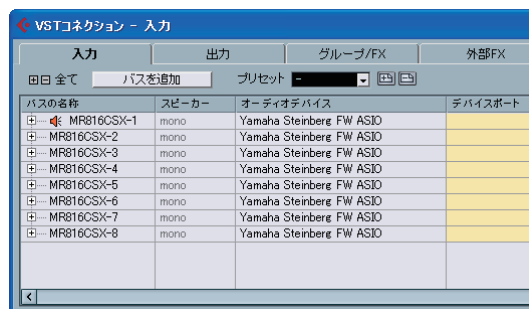 VSTコネクション - 入力
入力 出力 グループ/FX 外部FX
全て バスを追加 プリセット -
バスの名称 スピーカー オーディオデバイス デバイスポート
MR816CSX-1 mono Yamaha Steinberg FW ASIO
MR816CSX-2 mono Yamaha Steinberg FW ASIO
MR816CSX-3 mono Yamaha Steinberg FW ASIO
MR816CSX-4 mono Yamaha Steinberg FW ASIO
MR816CSX-5 mono Yamaha Steinberg FW ASIO
MR816CSX-6 mono Yamaha Steinberg FW ASIO
MR816CSX-7 mono Yamaha Steinberg FW ASIO
MR816CSX-8 mono Yamaha Steinberg FW ASIO